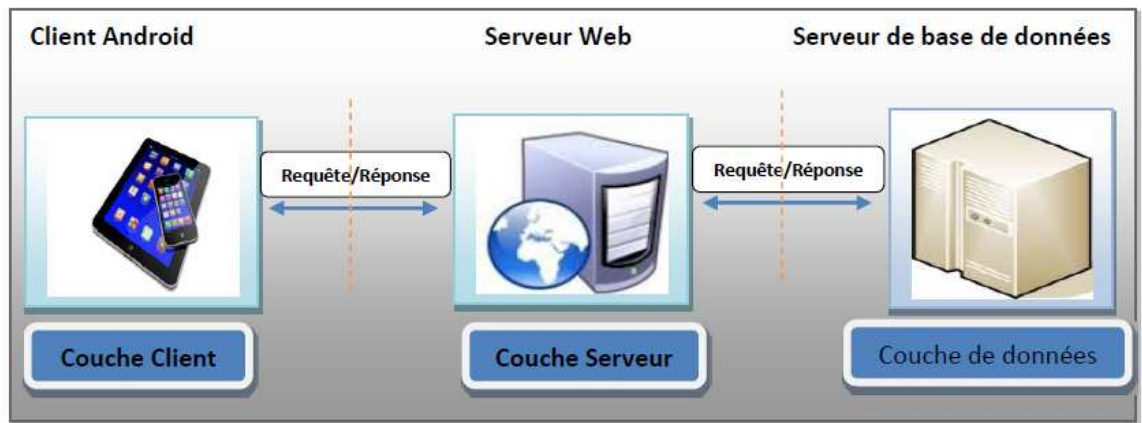 Client Android
Serveur Web
Serveur de base de données
Requête/Réponse
Requête/Réponse
Couche Client
Couche Serveur
Couche de données